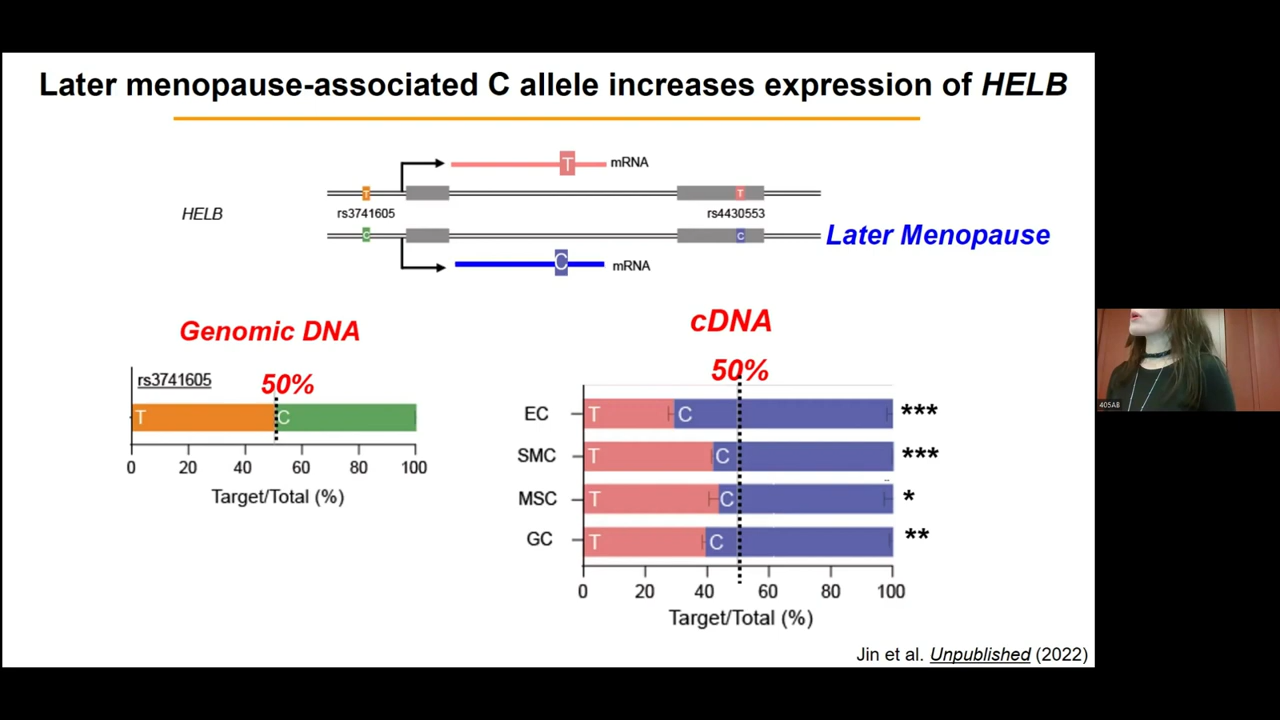 Later menopause-associated C allele increases expression of HELB
T
mRNA
T
T
HELB
rs3741605
rs4430553
C
C
Later Menopause
C
mRNA
Genomic DNA
cDNA
rs3741605
50%
50%
T
C
0
20
40
60
80
100
Target/Total (%)
EC
T
C
***
SMC
T
C
***
MSC
T
C
*
GC
T
C
**
0
20
40
60
80
100
Target/Total (%)
Jin et al. Unpublished (2022)
405AB